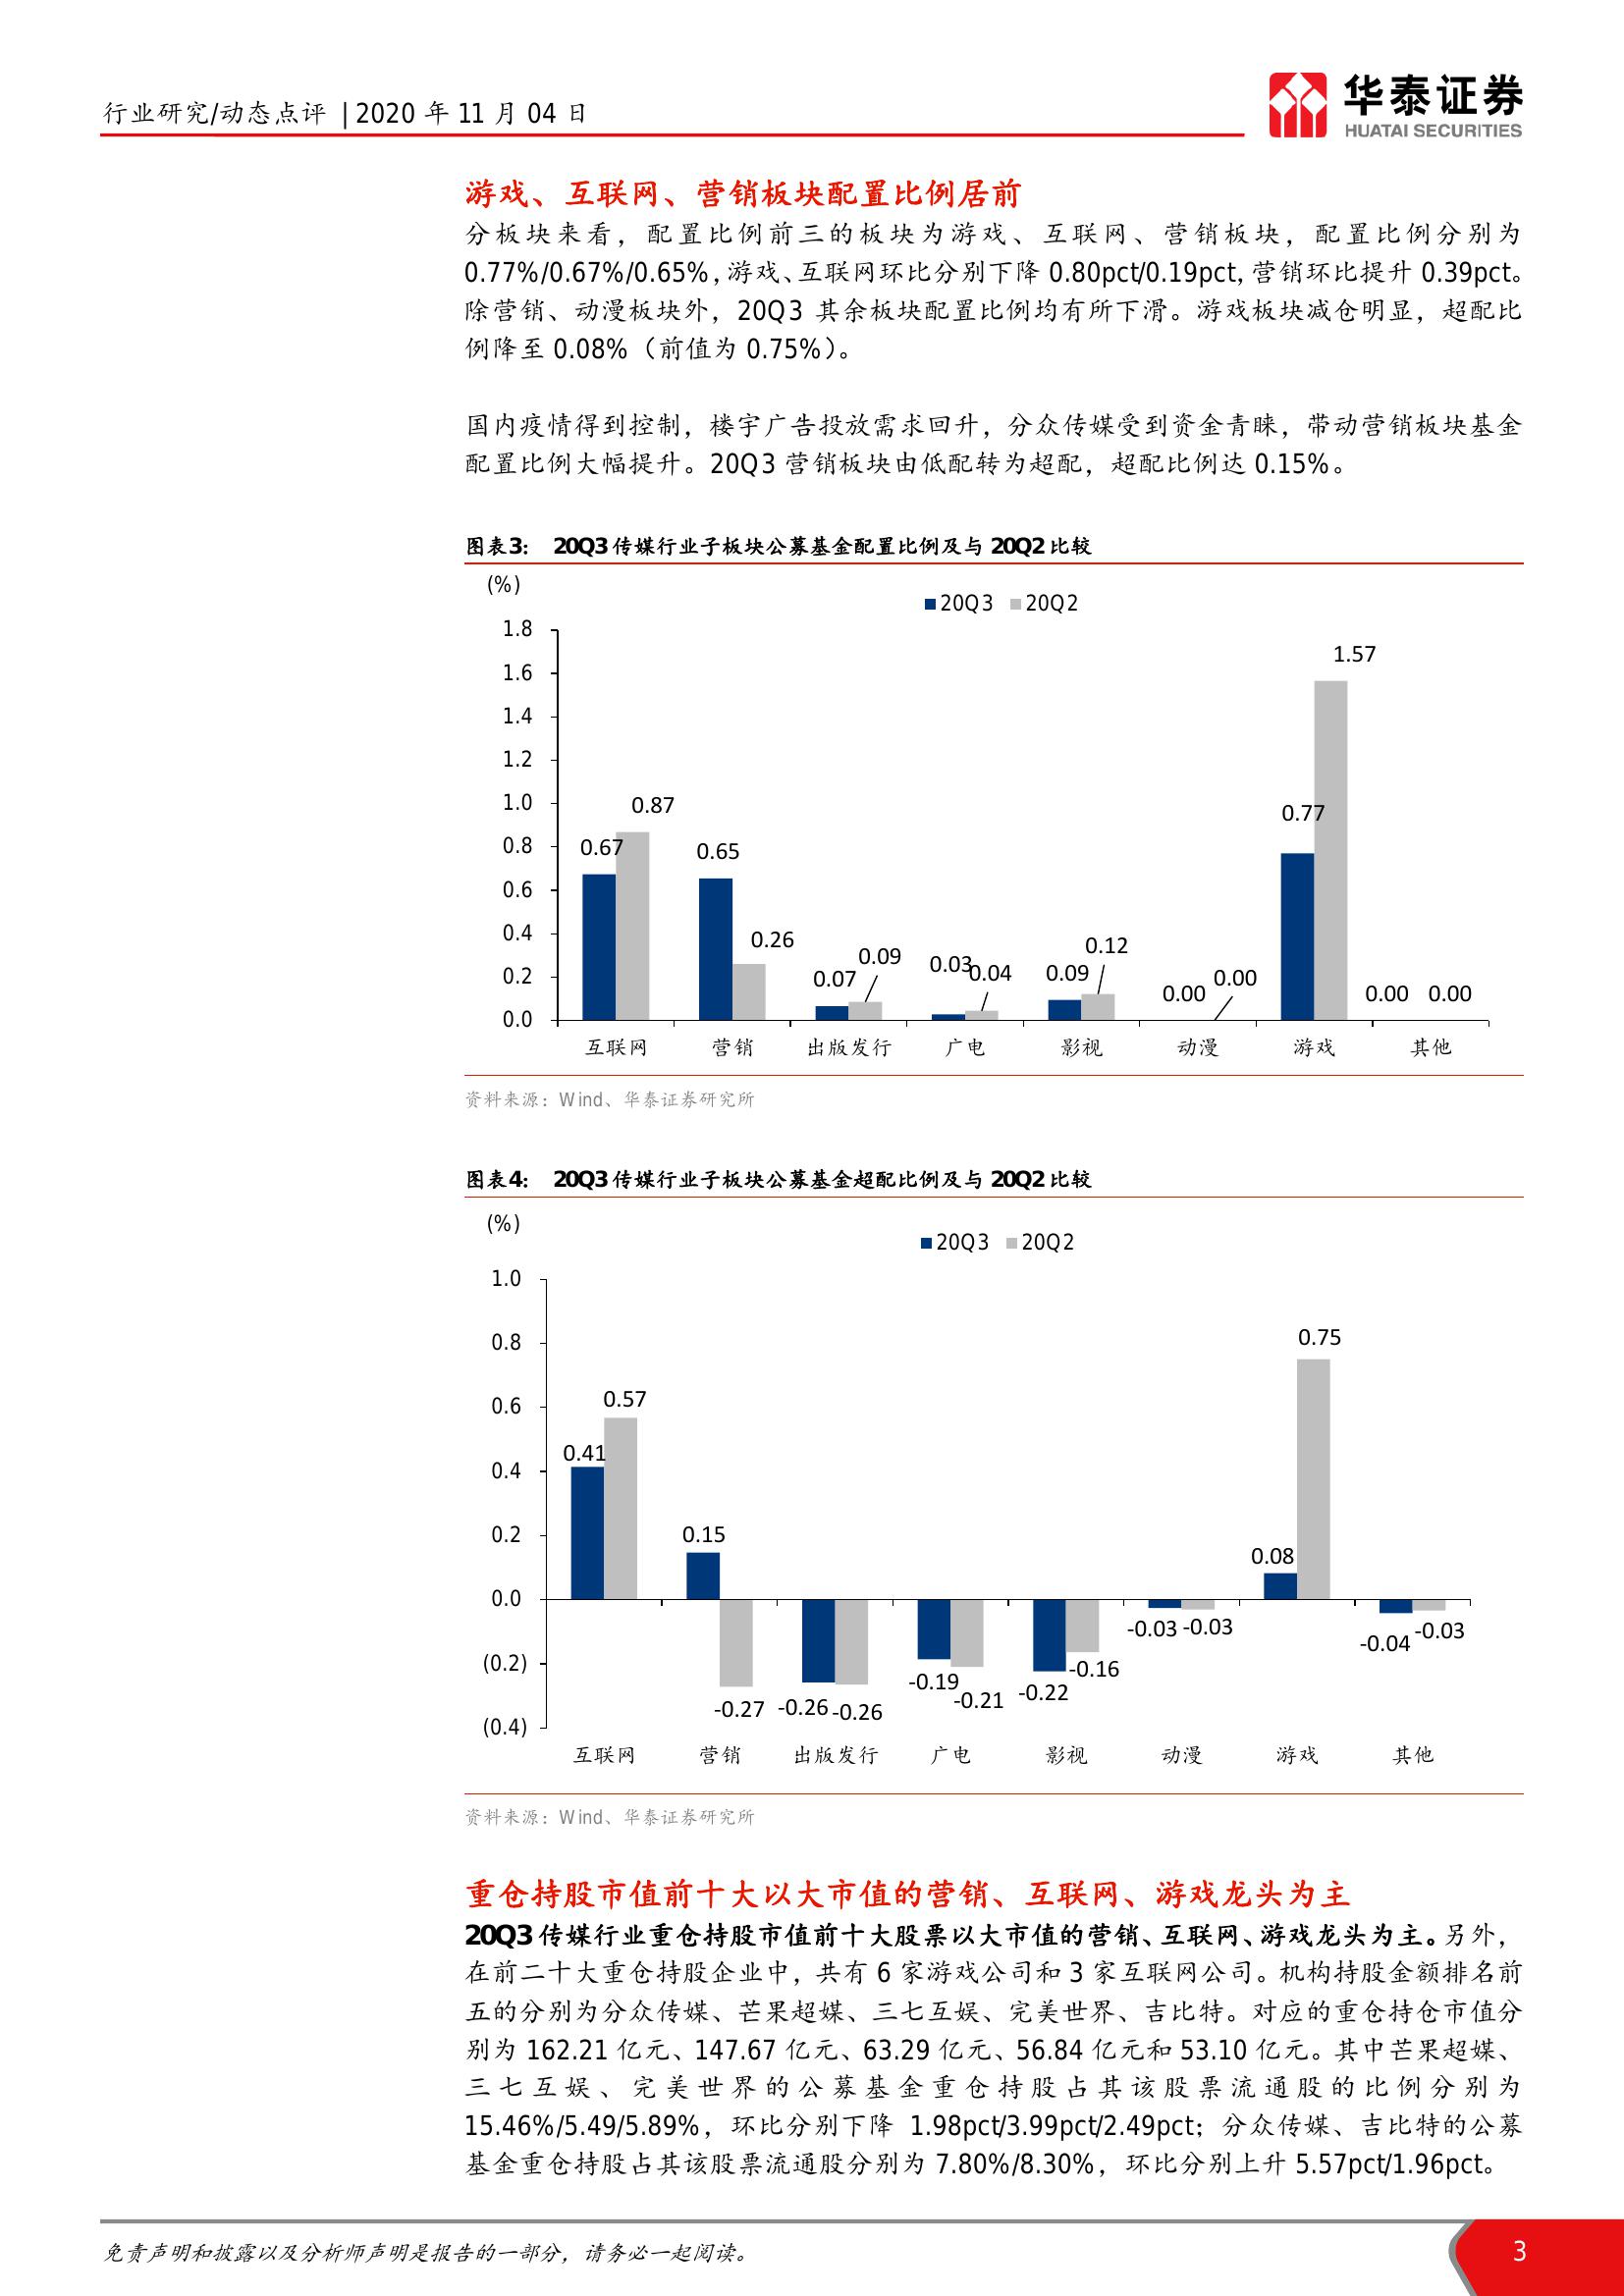 行业研究/动态点评 | 2020 年 11 月 04 日
华泰证券
HUATAI SECURITIES
游戏、互联网、营销板块配置比例居前
分板块来看，配置比例前三的板块为游戏、互联网、营销板块，配置比例分别为
0.77%/0.67%/0.65%，游戏、互联网环比分别下降 0.80pct/0.19pct，营销环比提升 0.39pct。
除营销、动漫板块外，20Q3 其余板块配置比例均有所下滑。游戏板块减仓明显，超配比
例降至 0.08%（前值为 0.75%）。
国内疫情得到控制，楼宇广告投放需求回升，分众传媒受到资金青睐，带动营销板块基金
配置比例大幅提升。20Q3 营销板块由低配转为超配，超配比例达 0.15%。
图表3： 20Q3 传媒行业子板块公募基金配置比例及与 20Q2 比较
(%)
20Q3 20Q2
1.8
1.6
1.4
1.2
1.0
0.8
0.6
0.4
0.2
0.0
0.67 0.87 0.65 0.26 0.07 0.09 0.03 0.04 0.09 0.12 0.00 0.00 0.77 1.57 0.00 0.00
互联网 营销 出版发行 广电 影视 动漫 游戏 其他
资料来源：Wind、华泰证券研究所
图表4： 20Q3 传媒行业子板块公募基金超配比例及与 20Q2 比较
(%)
20Q3 20Q2
1.0
0.8
0.6
0.4
0.2
0.0
(0.2)
(0.4)
0.41 0.57 0.15 -0.27 -0.26 -0.26 -0.19 -0.21 -0.22 -0.16 -0.03 -0.03 0.08 0.75 -0.04 -0.03
互联网 营销 出版发行 广电 影视 动漫 游戏 其他
资料来源：Wind、华泰证券研究所
重仓持股市值前十大以大市值的营销、互联网、游戏龙头为主
20Q3 传媒行业重仓持股市值前十大股票以大市值的营销、互联网、游戏龙头为主。另外，
在前二十大重仓持股企业中，共有 6 家游戏公司和 3 家互联网公司。机构持股金额排名前
五的分别为分众传媒、芒果超媒、三七互娱、完美世界、吉比特。对应的重仓持仓市值分
别为 162.21 亿元、147.67 亿元、63.29 亿元、56.84 亿元和 53.10 亿元。其中芒果超媒、
三七互娱、完美世界的公募基金重仓持股占其该股票流通股的比例分别为
15.46%/5.49/5.89%，环比分别下降 1.98pct/3.99pct/2.49pct；分众传媒、吉比特的公募
基金重仓持股占其该股票流通股分别为 7.80%/8.30%，环比分别上升 5.57pct/1.96pct。
免责声明和披露以及分析师声明是报告的一部分，请务必一起阅读。
3